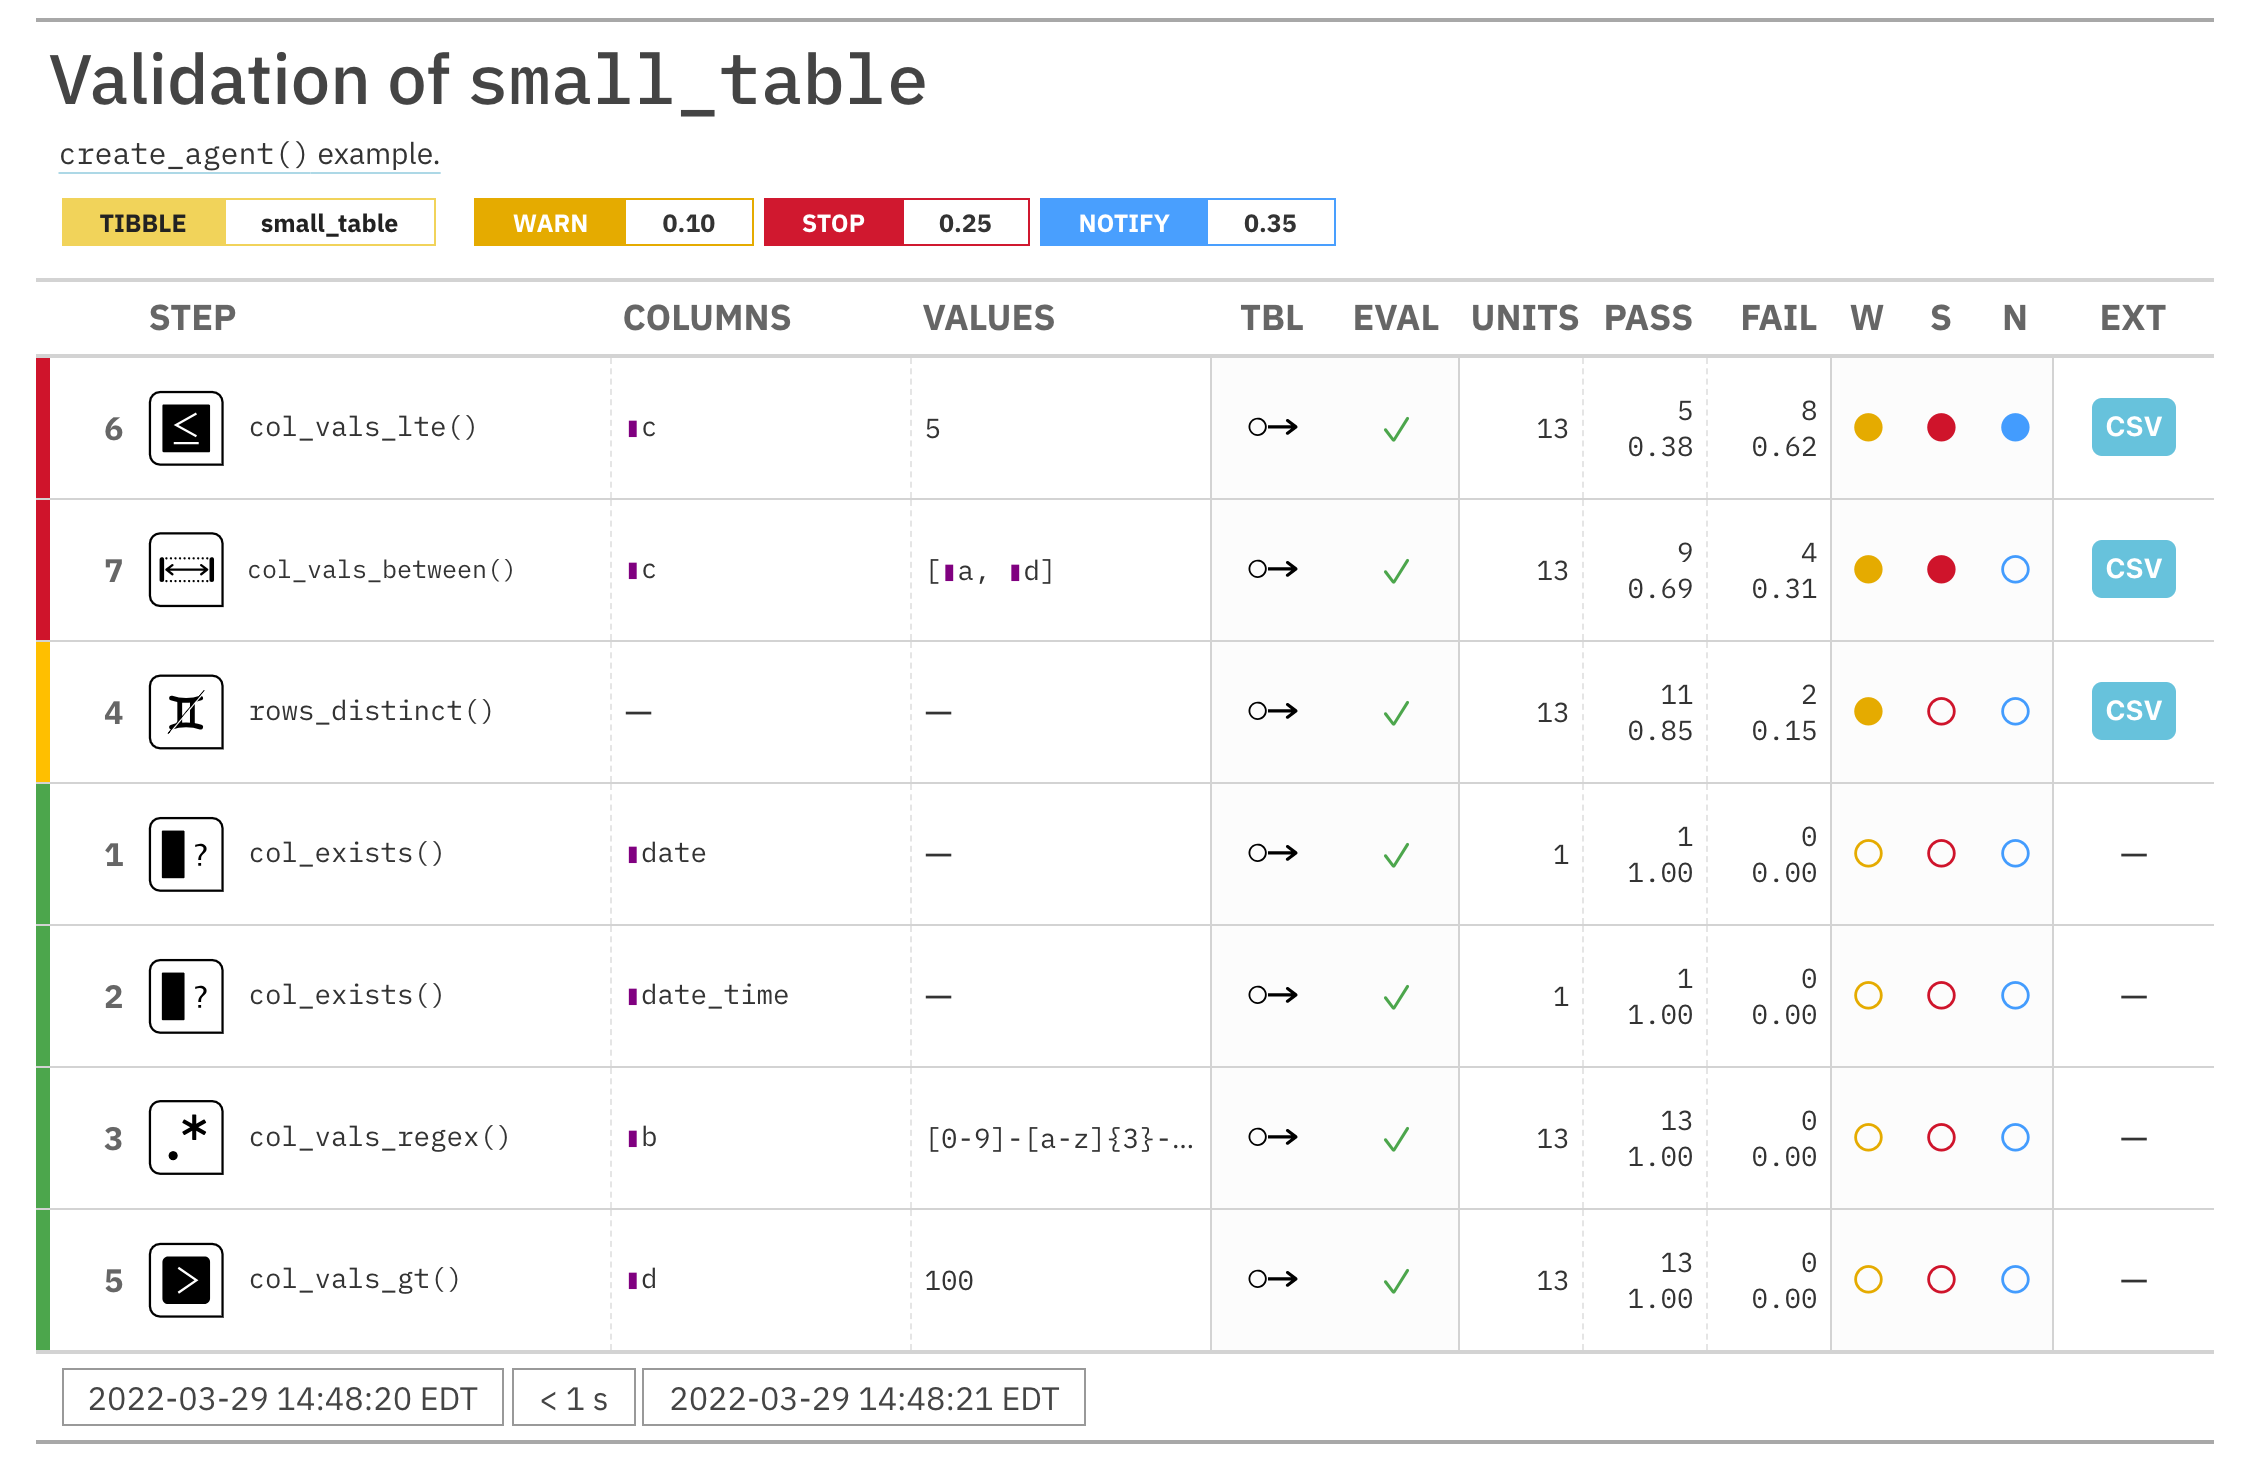 Validation of small_table
create_agent() example.
TIBBLE small_table WARN 0.10 STOP 0.25 NOTIFY 0.35
STEP COLUMNS VALUES TBL EVAL UNITS PASS FAIL W S N EXT
6 ≤ col_vals_lte() c 5 ✓ 13 5 0.38 8 0.62 CSV
7 col_vals_between() c [a, d] ✓ 13 9 0.69 4 0.31 CSV
4 rows_distinct() — — ✓ 13 11 0.85 2 0.15 CSV
1 ? col_exists() date — ✓ 1 1 1.00 0 0.00 —
2 ? col_exists() date_time — ✓ 1 1 1.00 0 0.00 —
3 .* col_vals_regex() b [0-9]-[a-z]{3}-… ✓ 13 13 1.00 0 0.00 —
5 > col_vals_gt() d 100 ✓ 13 13 1.00 0 0.00 —
2022-03-29 14:48:20 EDT < 1 s 2022-03-29 14:48:21 EDT